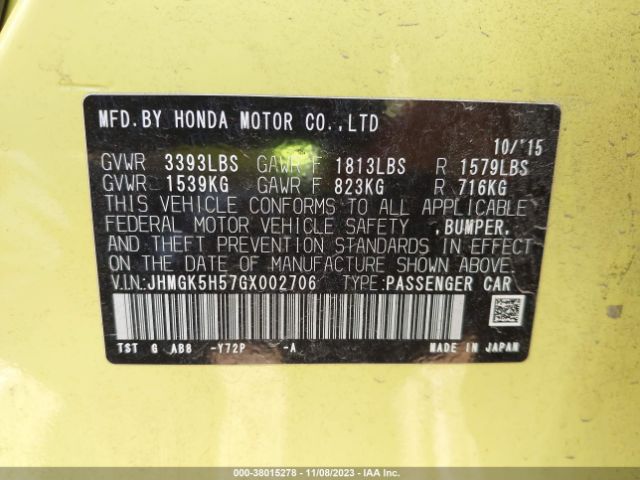 MFD.BY HONDA MOTOR CO.,LTD
10/'15
GVWR 3393LBS GAWR F 1813LBS R 1579LBS
GVWR 1539KG GAWR F 823KG R 716KG
THIS VEHICLE CONFORMS TO ALL APPLICABLE
FEDERAL MOTOR VEHICLE SAFETY ,BUMPER,
AND THEFT PREVENTION STANDARDS IN EFFECT
ON THE DATE OF MANUFACTURE SHOWN ABOVE.
V.IN:JHMGK5H57GX002706 TYPE:PASSENGER CAR
TST G AB8 -Y72P -A MADE IN JAPAN
000-38015278 - 11/08/2023 - IAA Inc.